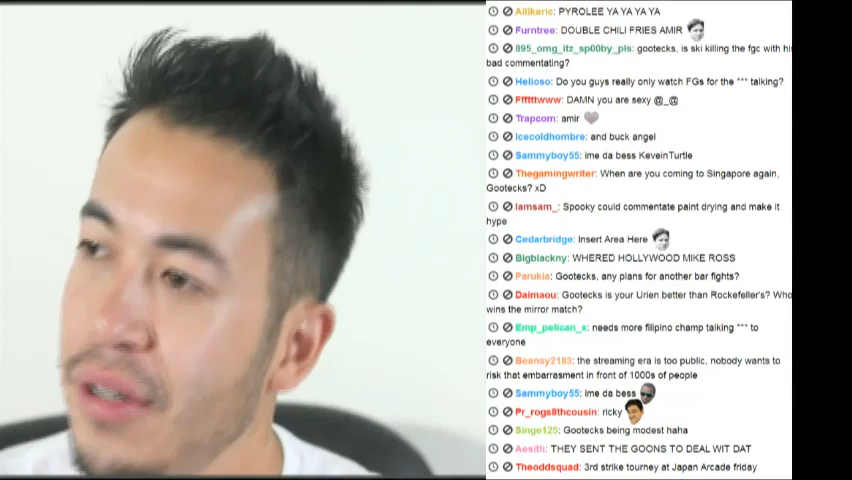 Ailikeric: PYROLEE YA YA YA YA
Furntree: DOUBLE CHILI FRIES AMIR
895_omg_itz_sp00by_pls: gootecks, is ski killing the fgc with his
bad commentating?
Helioso: Do you guys really only watch FGs for the *** talking?
Ffftttwww: DAMN you are sexy @_@
Trapcom: amir
Icecoldhombre: and buck angel
Sammyboy55: ime da bess KeveinTurtle
Thegamingwriter: When are you coming to Singapore again,
Gootecks? xD
Iamsam_: Spooky could commentate paint drying and make it
hype
Cedarbridge: Insert Area Here
Bigblackny: WHERED HOLLYWOOD MIKE ROSS
Parukia: Gootecks, any plans for another bar fights?
Daimaou: Gootecks is your Urien better than Rockefeller's? Who
wins the mirror match?
Emp_pelican_x: needs more filipino champ talking *** to
everyone
Beansy2183: the streaming era is too public, nobody wants to
risk that embarrasment in front of 1000s of people
Sammyboy55: ime da bess
Pr_rogs8thcousin: ricky
Singe125: Gootecks being modest haha
Aesith: THEY SENT THE GOONS TO DEAL WIT DAT
Theoddsquad: 3rd strike tourney at Japan Arcade friday